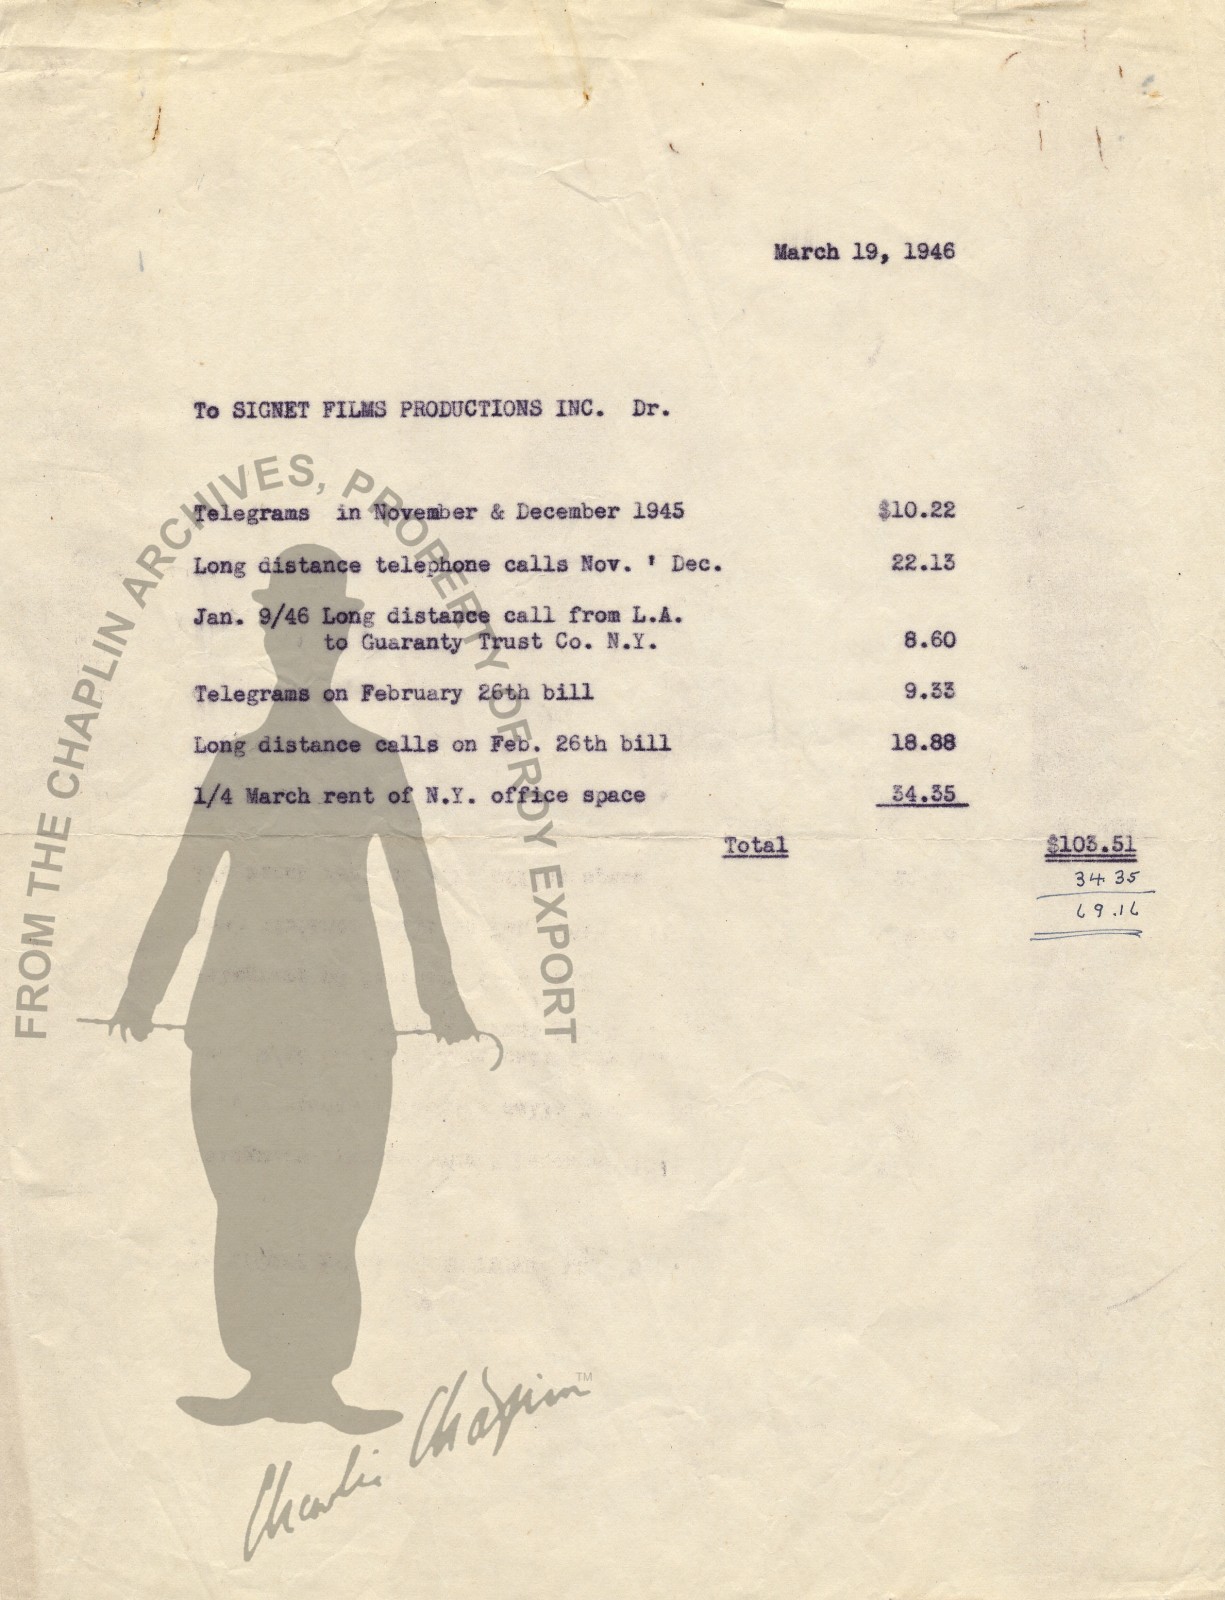 March 19, 1946
To SIGNET FILMS PRODUCTIONS INC. Dr.
Telegrams in November & December 1945 $10.22
Long distance telephone calls Nov. ' Dec. 22.13
Jan. 9/46 Long distance call from L.A.
to Guaranty Trust Co. N.Y. 8.60
Telegrams on February 26th bill 9.33
Long distance calls on Feb. 26th bill 18.88
1/4 March rent of N.Y. office space 34.35
Total $103.51
34.35
69.16
FROM THE CHAPLIN ARCHIVES, PROPERTY OF ROY EXPORT
Charlie Chaplin TM